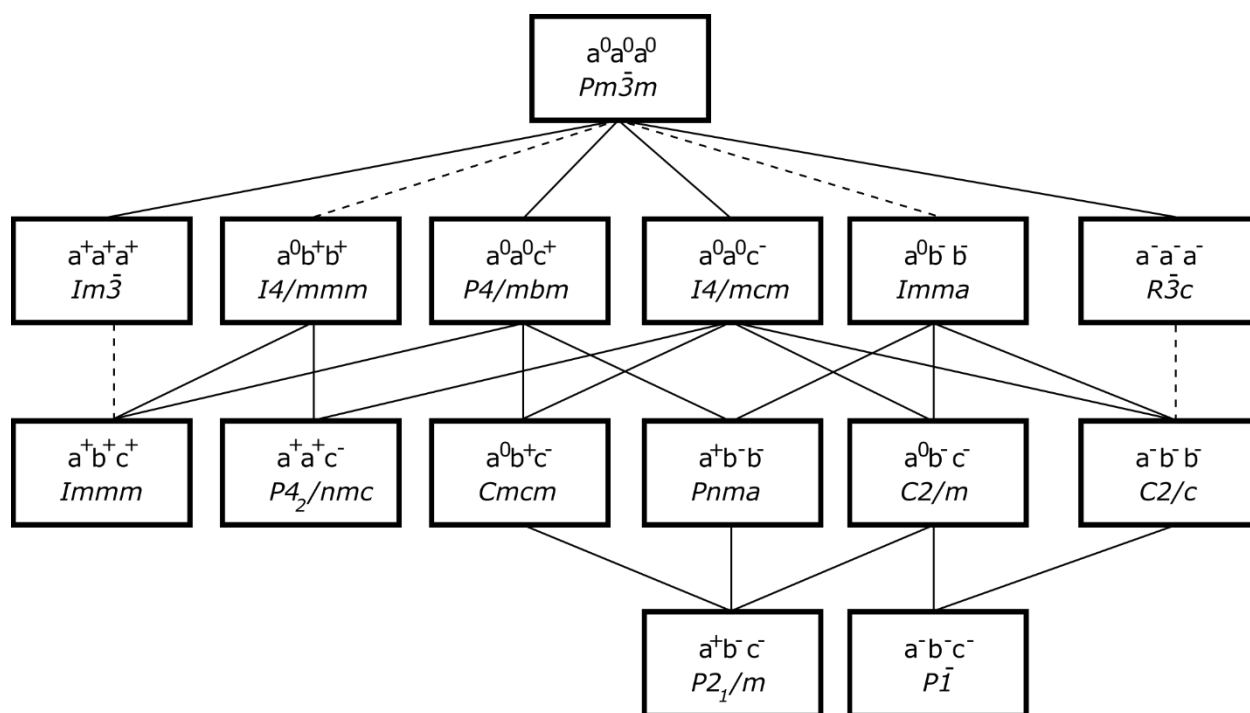 a⁰a⁰a⁰
Pm3̄m
a⁺a⁺a⁺
Im3̄
a⁰b⁺b⁺
I4/mmm
a⁰a⁰c⁺
P4/mbm
a⁰a⁰c⁻
I4/mcm
a⁰b⁻b⁻
Imma
a⁻a⁻a⁻
R3̄c
a⁺b⁺c⁺
Immm
a⁺a⁺c⁻
P4₂/nmc
a⁰b⁺c⁻
Cmcm
a⁺b⁻b⁻
Pnma
a⁰b⁻c⁻
C2/m
a⁻b⁻b⁻
C2/c
a⁺b⁻c⁻
P2₁/m
a⁻b⁻c⁻
P1̄